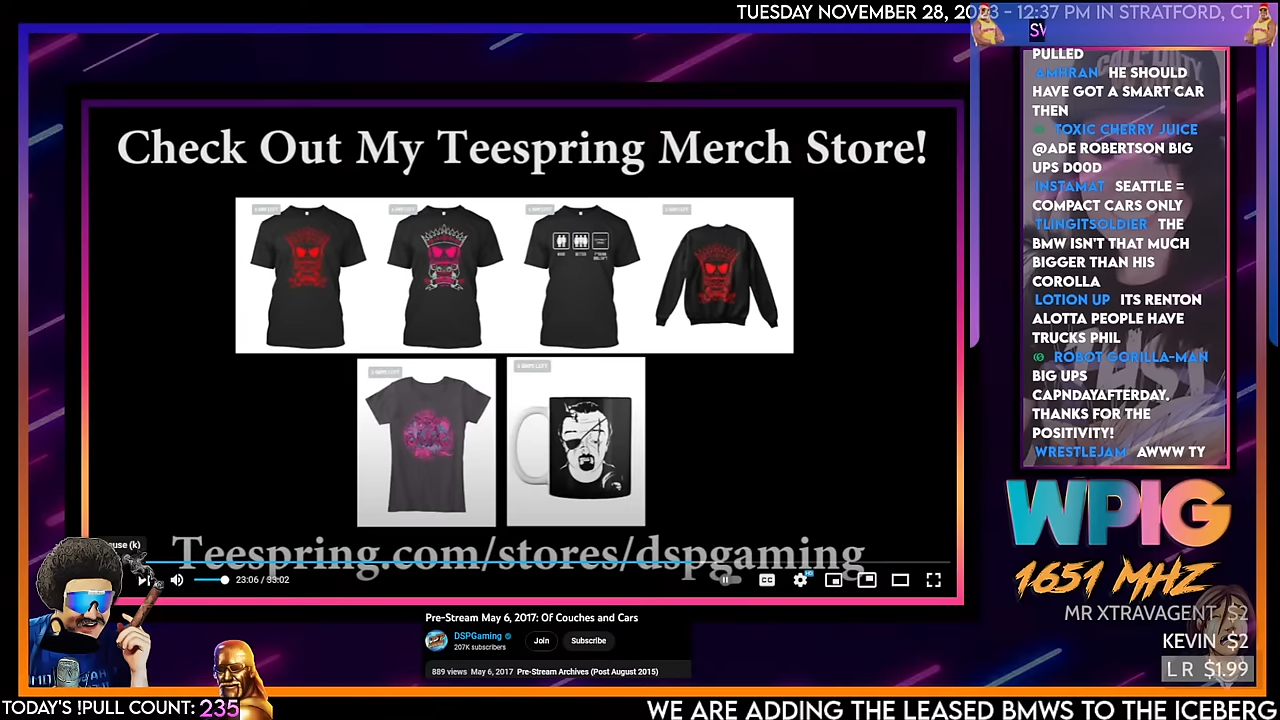 TUESDAY NOVEMBER 28, 2023 - 12:37 PM IN STRATFORD, CT
Check Out My Teespring Merch Store!
Teespring.com/stores/dspgaming
23:06 / 33:02
HD
CC
Pre-Stream May 6, 2017: Of Couches and Cars
DSPGaming
207K subscribers
Join
Subscribe
889 views May 6, 2017 Pre-Stream Archives (Post August 2015)
PULLED
AMHRAN HE SHOULD
HAVE GOT A SMART CAR
THEN
TOXIC CHERRY JUICE
@ADE ROBERTSON BIG
UPS D00D
INSTAMAT SEATTLE =
COMPACT CARS ONLY
TLINGITSOLDIER THE
BMW ISN'T THAT MUCH
BIGGER THAN HIS
COROLLA
LOTION UP ITS RENTON
ALOTTA PEOPLE HAVE
TRUCKS PHIL
ROBOT GORILLA-MAN
BIG UPS
CAPNDAYAFTERDAY.
THANKS FOR THE
POSITIVITY!
WRESTLEJAM AWWW TY
WPIG
1651 MHZ
MR XTRAVAGENT $2
KEVIN $2
L R $1.99
TODAY'S !PULL COUNT: 235
WE ARE ADDING THE LEASED BMWS TO THE ICEBERG